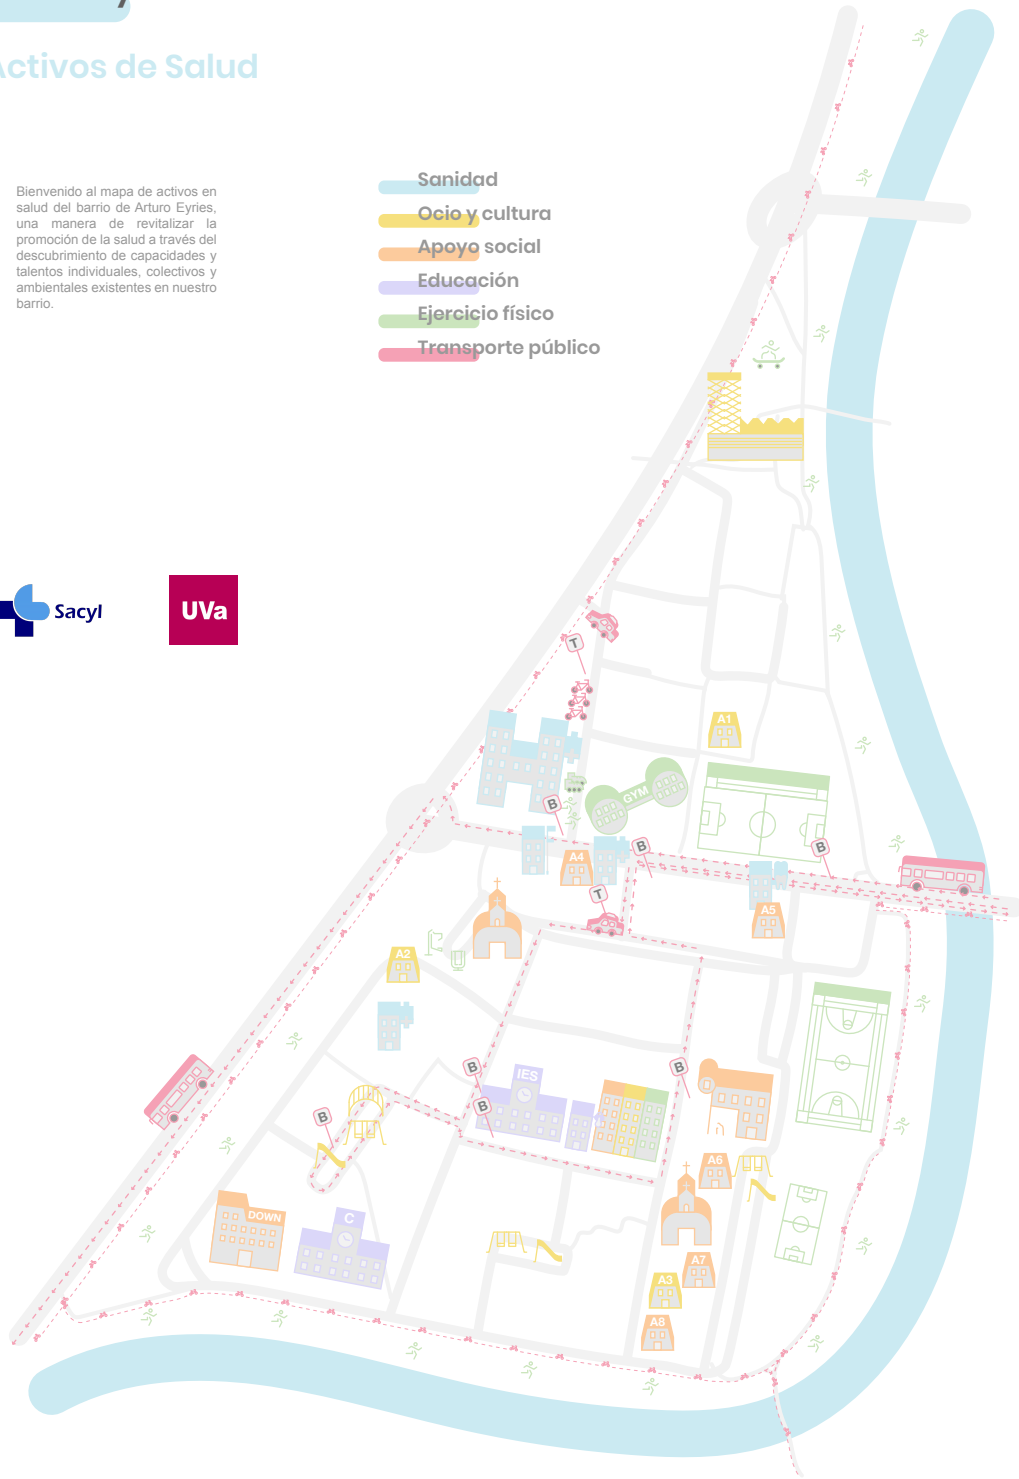 Activos de Salud
Bienvenido al mapa de activos en
salud del barrio de Arturo Eyries,
una manera de revitalizar la
promoción de la salud a través del
descubrimiento de capacidades y
talentos individuales, colectivos y
ambientales existentes en nuestro
barrio.
Sanidad
Ocio y cultura
Apoyo social
Educación
Ejercicio físico
Transporte público
Sacyl
UVa
T
A1
GYM
B
B
B
A4
T
A5
A2
B
IES
B
B
B
A6
DOWN
C
A7
A3
A8